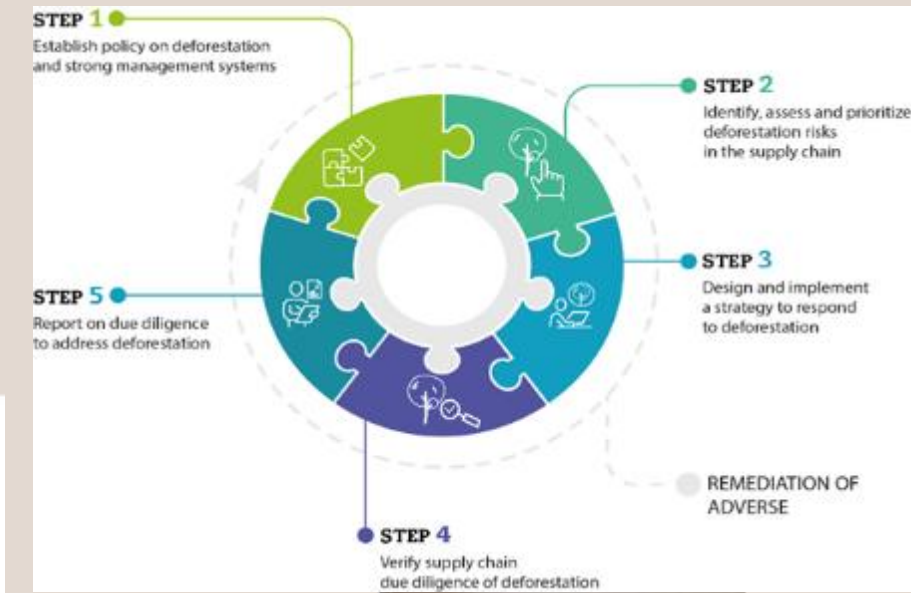 STEP 1
Establish policy on deforestation
and strong management systems
STEP 2
Identify, assess and prioritize
deforestation risks
in the supply chain
STEP 3
Design and implement
a strategy to respond
to deforestation
STEP 4
Verify supply chain
due diligence of deforestation
STEP 5
Report on due diligence
to address deforestation
REMEDIATION OF
ADVERSE